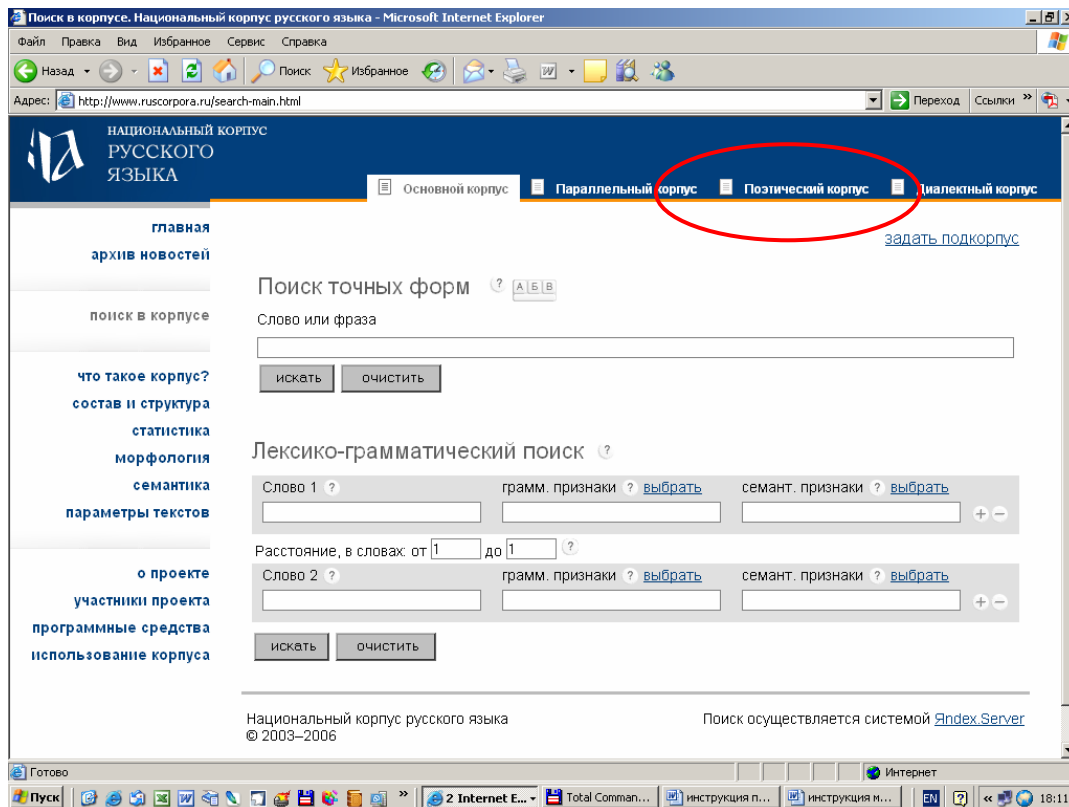 Поиск в корпусе. Национальный корпус русского языка - Microsoft Internet Explorer
Файл Правка Вид Избранное Сервис Справка
Назад Поиск Избранное
Адрес: http://www.ruscorpora.ru/search-main.html Переход Ссылки »
НАЦИОНАЛЬНЫЙ КОРПУС
РУССКОГО
ЯЗЫКА
Основной корпус Параллельный корпус Поэтический корпус Диалектный корпус
главная
архив новостей
поиск в корпусе
что такое корпус?
состав и структура
статистика
морфология
семантика
параметры текстов
о проекте
участники проекта
программные средства
использование корпуса
задать подкорпус
Поиск точных форм ? А Б В
Слово или фраза
искать очистить
Лексико-грамматический поиск ?
Слово 1 ? грамм. признаки ? выбрать семант. признаки ? выбрать
Расстояние, в словах: от 1 до 1 ?
Слово 2 ? грамм. признаки ? выбрать семант. признаки ? выбрать
искать очистить
Национальный корпус русского языка
© 2003–2006
Поиск осуществляется системой Яndex.Server
Готово Интернет
Пуск » 2 Internet E... Total Comman... инструкция п... инструкция и... EN « 18:11